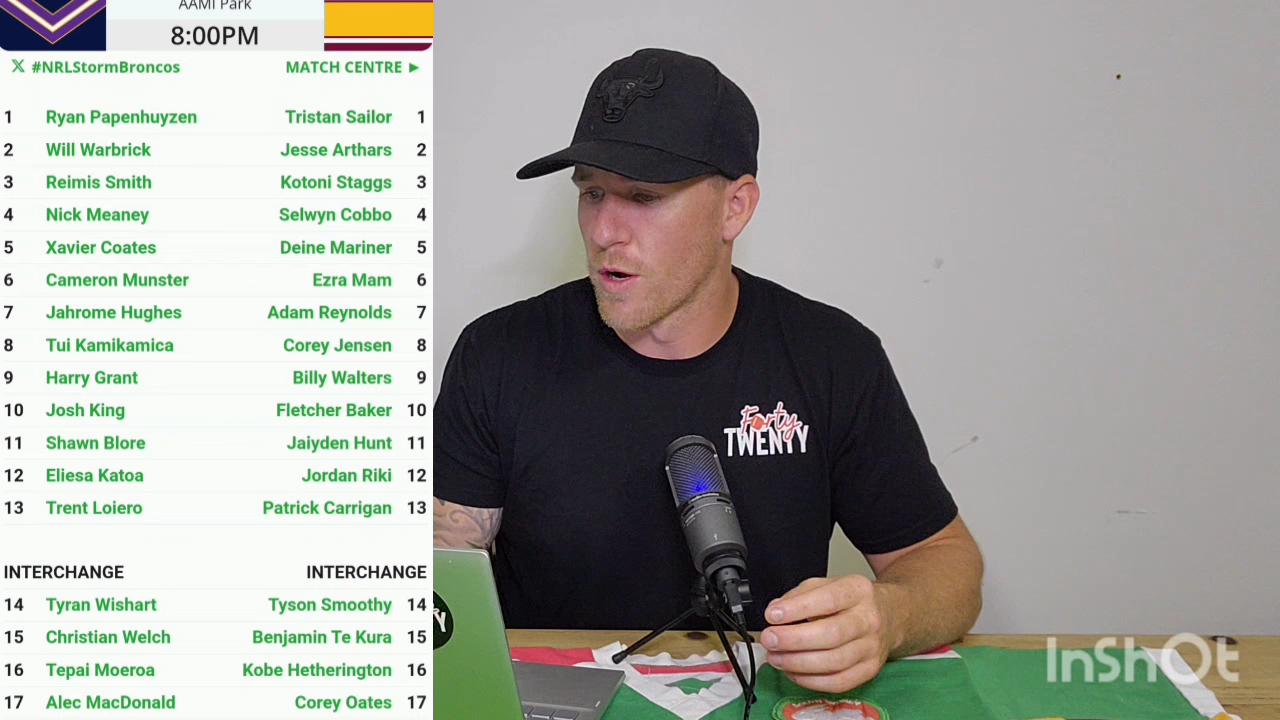 AAMI Park
8:00PM
X #NRLStormBroncos MATCH CENTRE ►
1 Ryan Papenhuyzen Tristan Sailor 1
2 Will Warbrick Jesse Arthars 2
3 Reimis Smith Kotoni Staggs 3
4 Nick Meaney Selwyn Cobbo 4
5 Xavier Coates Deine Mariner 5
6 Cameron Munster Ezra Mam 6
7 Jahrome Hughes Adam Reynolds 7
8 Tui Kamikamica Corey Jensen 8
9 Harry Grant Billy Walters 9
10 Josh King Fletcher Baker 10
11 Shawn Blore Jaiyden Hunt 11
12 Eliesa Katoa Jordan Riki 12
13 Trent Loiero Patrick Carrigan 13
INTERCHANGE INTERCHANGE
14 Tyran Wishart Tyson Smoothy 14
15 Christian Welch Benjamin Te Kura 15
16 Tepai Moeroa Kobe Hetherington 16
17 Alec MacDonald Corey Oates 17
Forty
TWENTY
InShOt